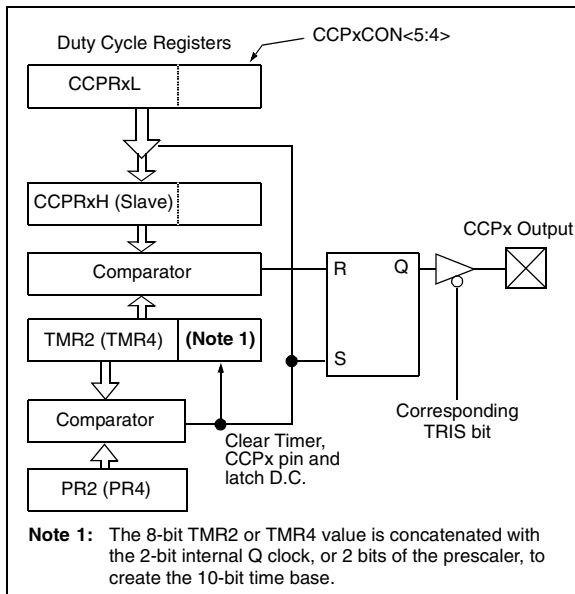 Duty Cycle Registers
CCPxCON<5:4>
CCPRxL
CCPRxH (Slave)
CCPx Output
Comparator
R
Q
TMR2 (TMR4)
(Note 1)
S
Comparator
Clear Timer,
CCPx pin and
latch D.C.
Corresponding
TRIS bit
PR2 (PR4)
Note 1: The 8-bit TMR2 or TMR4 value is concatenated with
the 2-bit internal Q clock, or 2 bits of the prescaler, to
create the 10-bit time base.